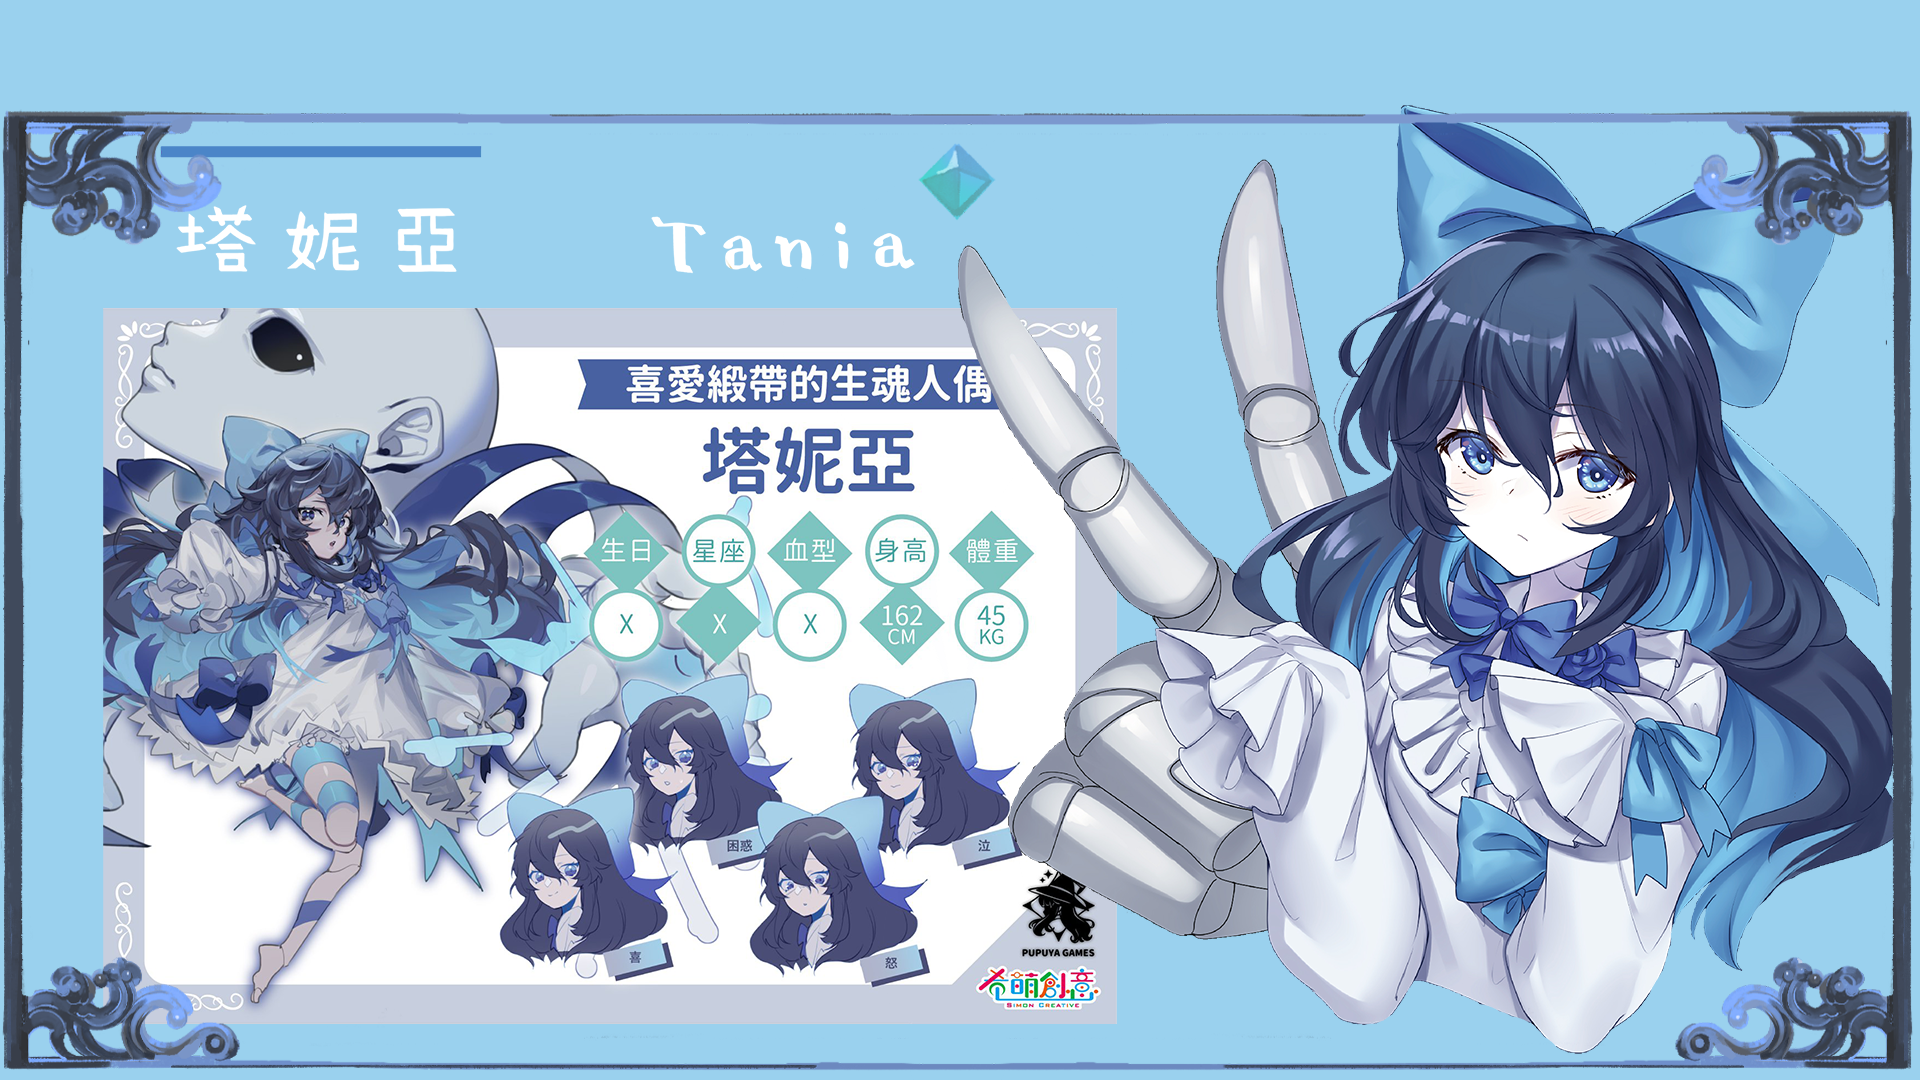 塔妮亞
Tania
喜愛緞帶的生魂人偶
塔妮亞
生日 星座 血型 身高 體重
X X X 162 CM 45 KG
困惑
泣
喜
怒
PUPUYA GAMES
希萌創意
SIMON CREATIVE